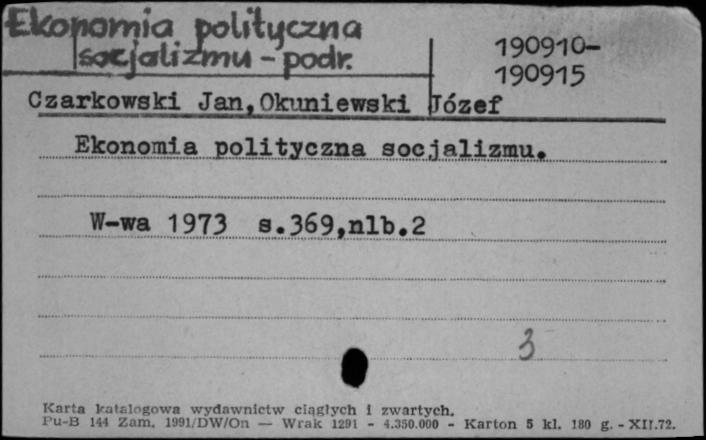 Ekonomia polityczna
socjalizmu - podr.
190910-
190915
Czarkowski Jan,Okuniewski Józef
Ekonomia polityczna socjalizmu.
W-wa 1973 s.369,nlb.2
3
Karta katalogowa wydawnictw ciągłych i zwartych.
Pu-B 144 Zam. 1991/DW/On — Wrak 1291 - 4.350.000 - Karton 5 kl. 180 g. - XII.72.